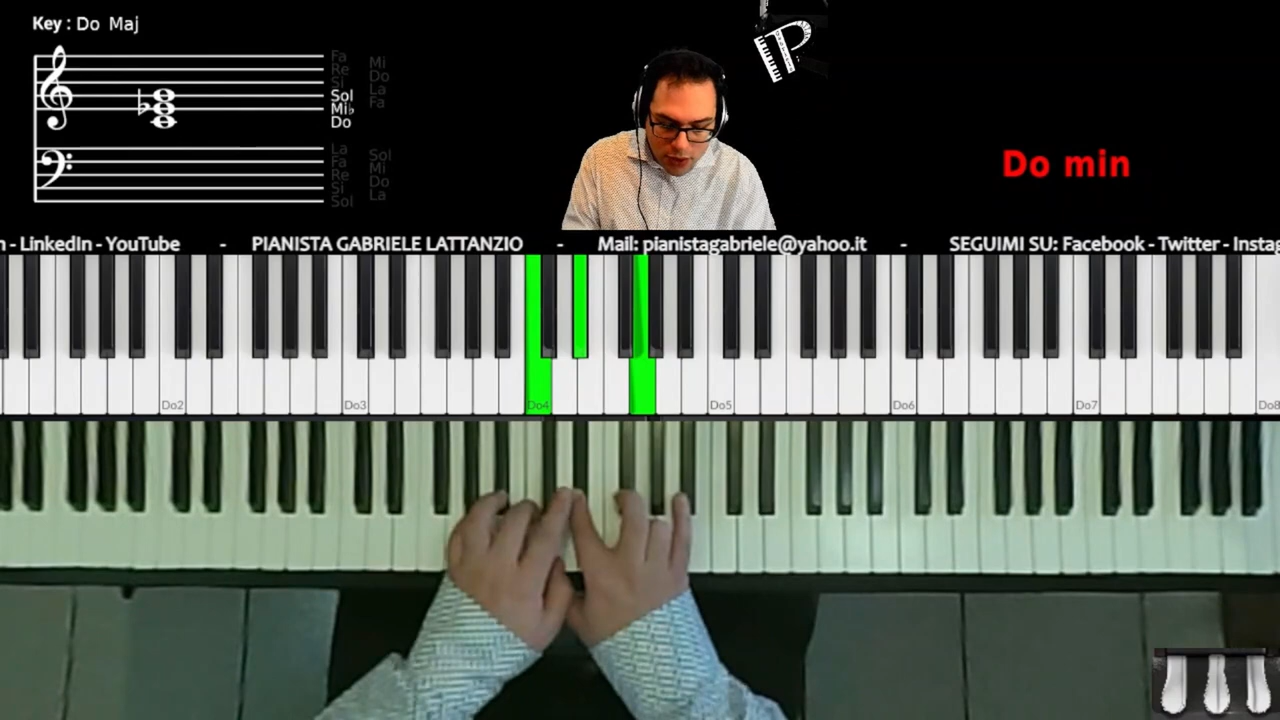 Key : Do Maj
Fa
Re
Si
Sol
Mi♭
Do
Mi
Do
La
Fa
La
Fa
Re
Si
Sol
Sol
Mi
Do
La
Do min
- LinkedIn - YouTube - PIANISTA GABRIELE LATTANZIO - Mail: pianistagabriele@yahoo.it - SEGUIMI SU: Facebook - Twitter -
Do2 Do3 Do4 Do5 Do6 Do7 Do8